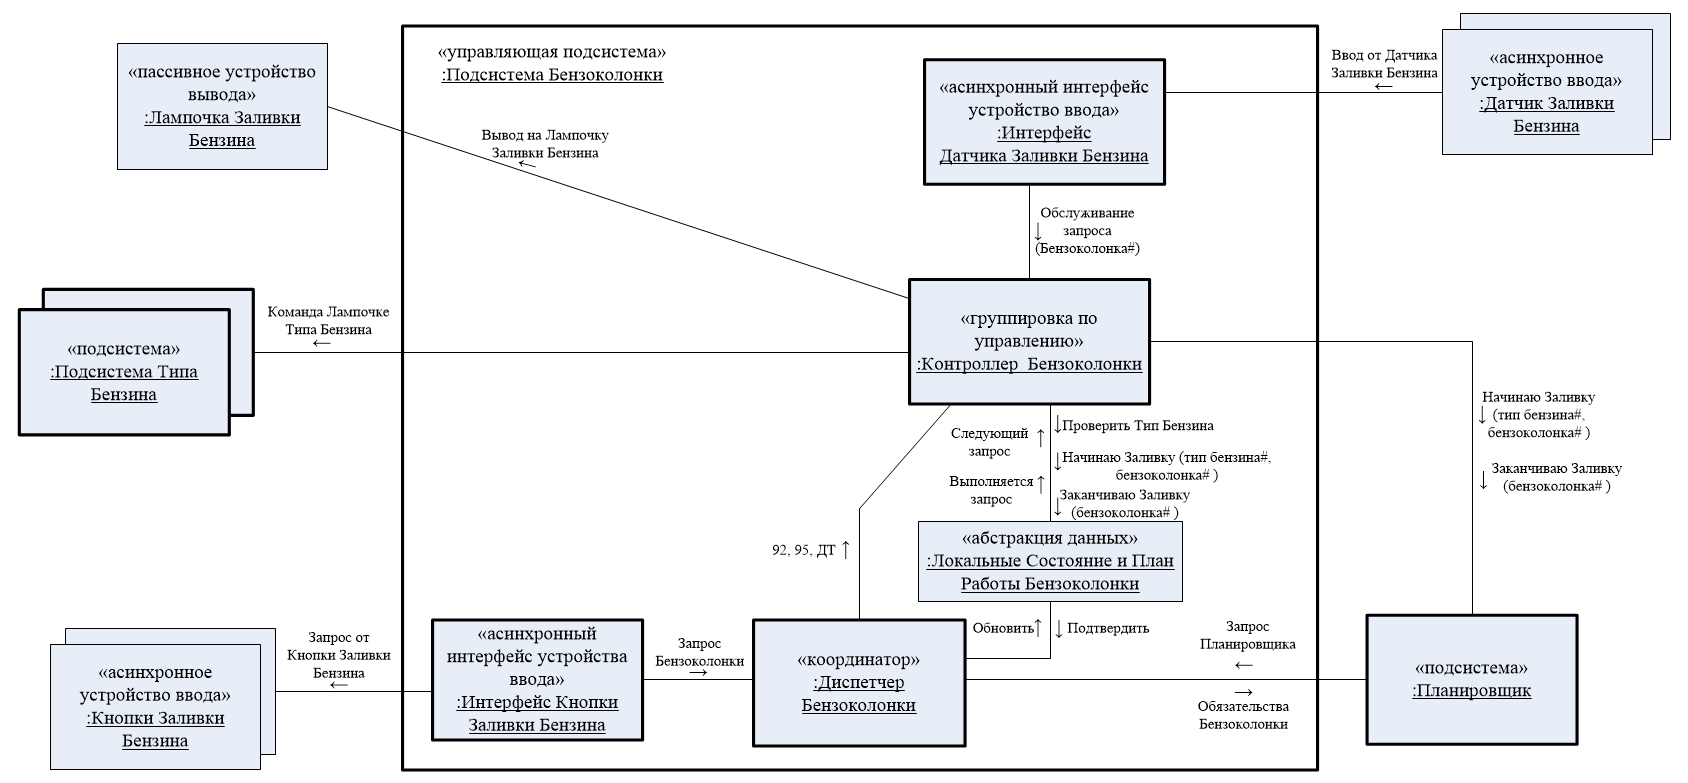 «управляющая подсистема»
:Подсистема Бензоколонки
«пассивное устройство
вывода»
:Лампочка Заливки
Бензина
Вывод на Лампочку
Заливки Бензина
←
«асинхронный интерфейс
устройство ввода»
:Интерфейс
Датчика Заливки Бензина
Ввод от Датчика
Заливки Бензина
←
«асинхронное
устройство ввода»
:Датчик Заливки
Бензина
Обслуживание
↓ запроса
(Бензоколонка#)
Команда Лампочке
Типа Бензина
←
«подсистема»
:Подсистема Типа
Бензина
«группировка по
управлению»
:Контроллер Бензоколонки
Начинаю Заливку
↓ (тип бензина#,
бензоколонка# )
↓ Заканчиваю Заливку
(бензоколонка# )
Следующий ↑
запрос
Выполняется ↑
запрос
↓Проверить Тип Бензина
↓Начинаю Заливку (тип бензина#,
бензоколонка# )
↓Заканчиваю Заливку
(бензоколонка# )
92, 95, ДТ ↑
«абстракция данных»
:Локальные Состояние и План
Работы Бензоколонки
Обновить↑
↓ Подтвердить
«асинхронное
устройство ввода»
:Кнопки Заливки
Бензина
Запрос от
Кнопки Заливки
Бензина
←
«асинхронный
интерфейс устройства
ввода»
:Интерфейс Кнопки
Заливки Бензина
Запрос
Бензоколонки
→
«координатор»
:Диспетчер
Бензоколонки
Запрос
Планировщика
←
→
Обязательства
Бензоколонки
«подсистема»
:Планировщик